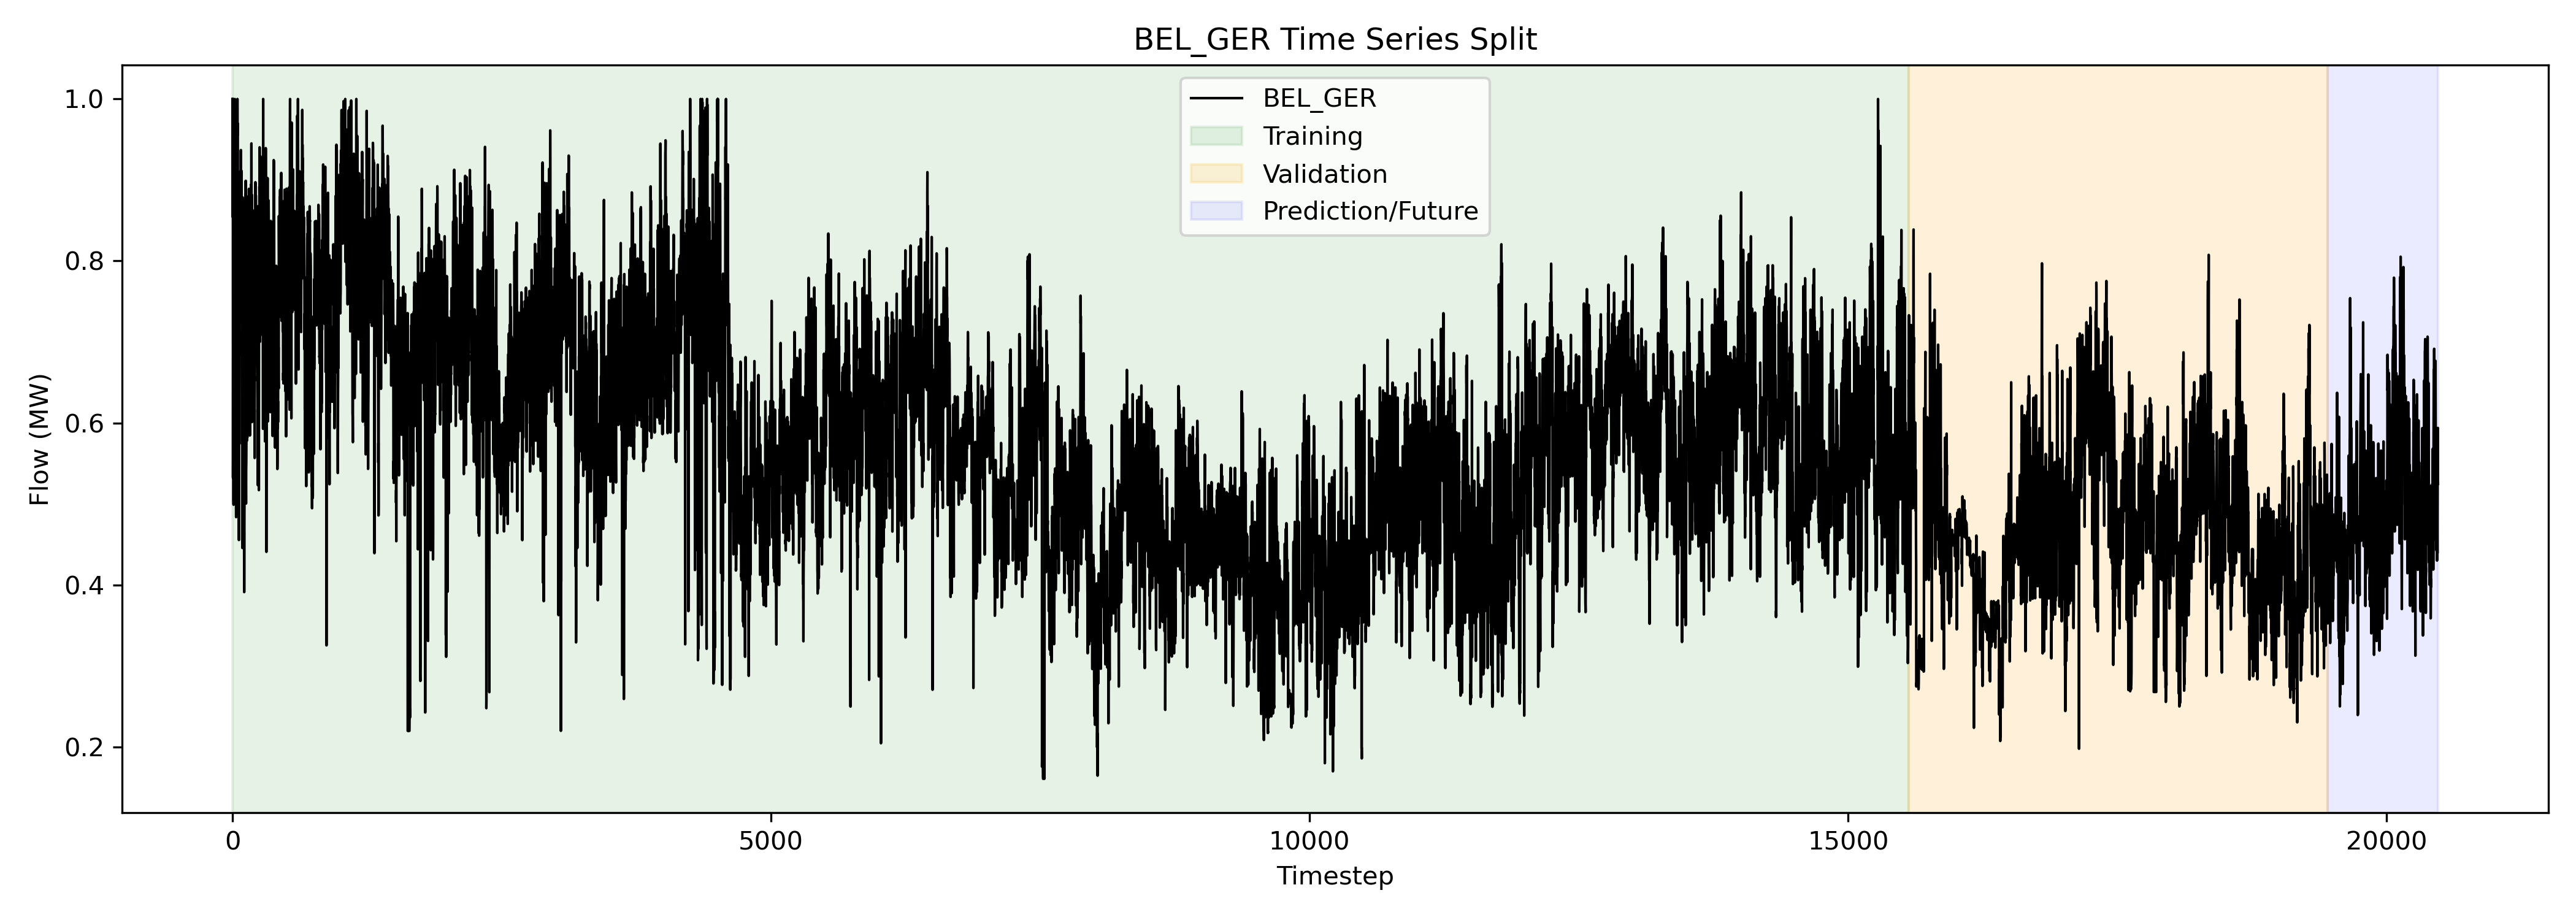 BEL_GER Time Series Split
BEL_GER
Training
Validation
Prediction/Future
Flow (MW)
1.0
0.8
0.6
0.4
0.2
0
5000
10000
15000
20000
Timestep